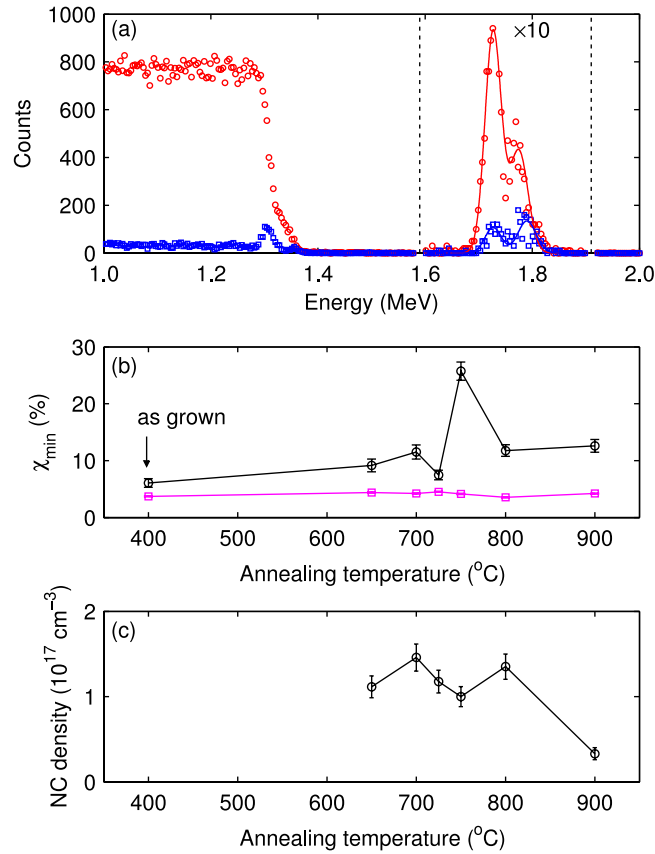 (a)
×10
1000
800
600
400
200
0
Counts
1.0 1.2 1.4 1.6 1.8 2.0
Energy (MeV)
(b)
30
20
10
0
χmin (%)
as grown
400 500 600 700 800 900
Annealing temperature (°C)
(c)
2
1
0
NC density (10¹⁷ cm⁻³)
400 500 600 700 800 900
Annealing temperature (°C)